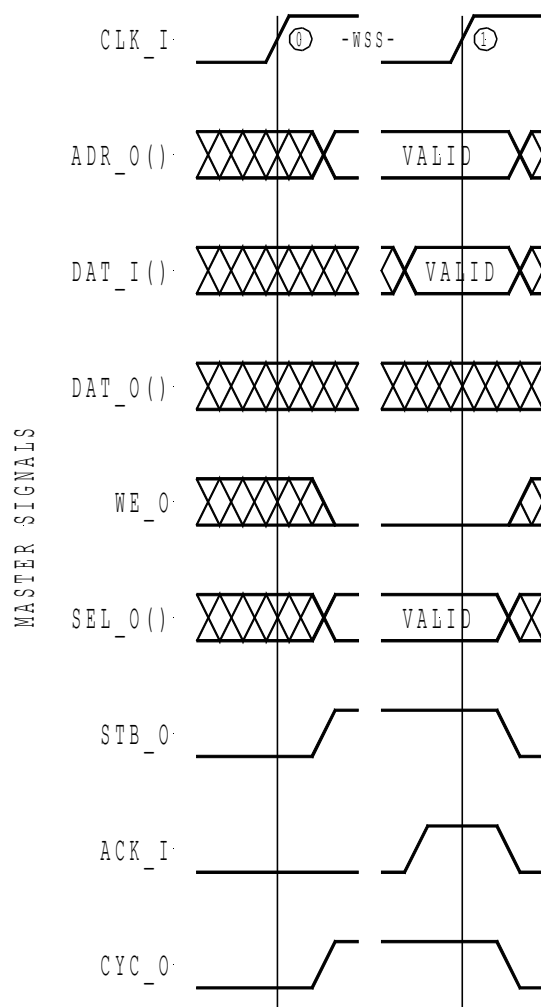 CLK_I
0
-WSS-
1
ADR_O()
VALID
DAT_I()
VALID
DAT_O()
MASTER SIGNALS
WE_O
SEL_O()
VALID
STB_O
ACK_I
CYC_O